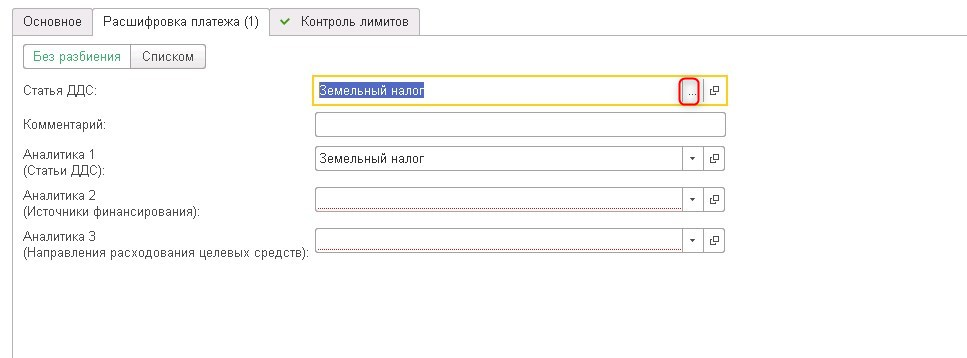 Основное Расшифровка платежа (1) Контроль лимитов
Без разбиения Списком
Статья ДДС: Земельный налог ...
Комментарий:
Аналитика 1 Земельный налог
(Статьи ДДС):
Аналитика 2
(Источники финансирования):
Аналитика 3
(Направления расходования целевых средств):